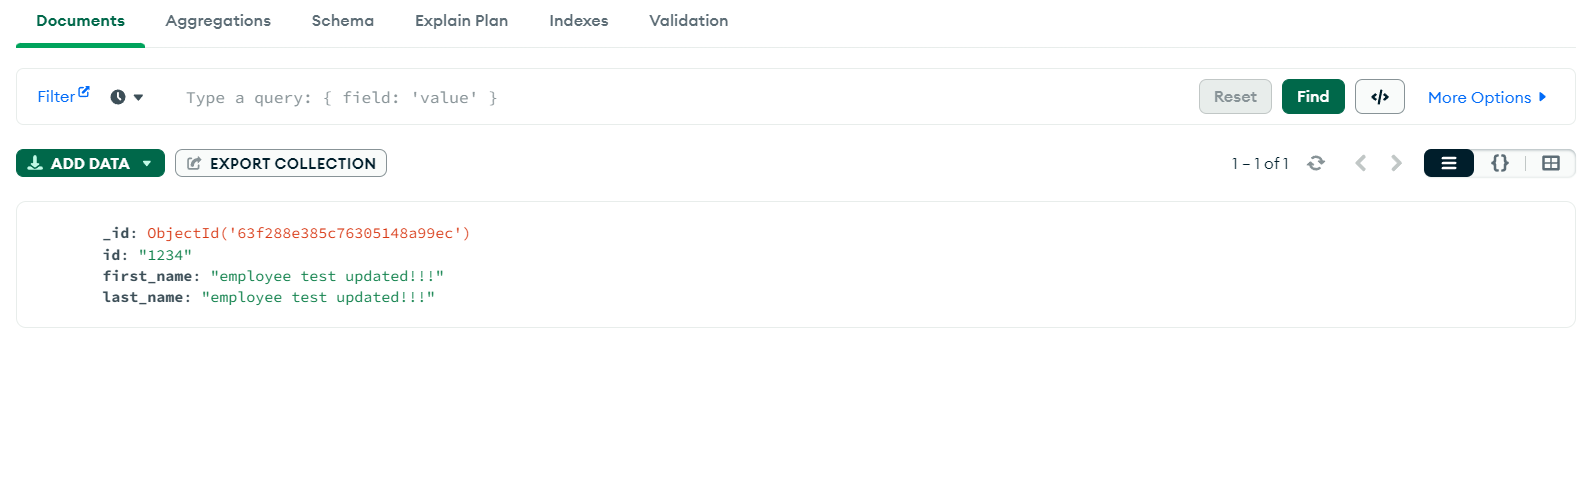 Documents Aggregations Schema Explain Plan Indexes Validation
Filter Type a query: { field: 'value' } Reset Find </> More Options
ADD DATA EXPORT COLLECTION 1 – 1 of 1 {}
_id: ObjectId('63f288e385c76305148a99ec')
id: "1234"
first_name: "employee test updated!!!"
last_name: "employee test updated!!!"